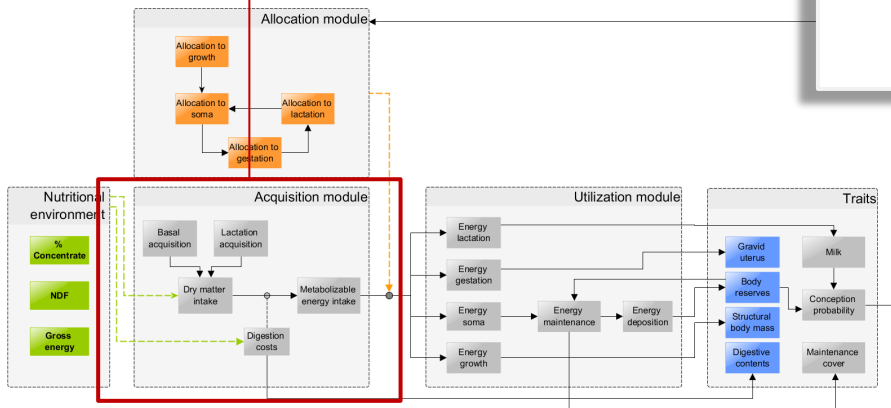 Allocation module
Allocation to
growth
Allocation to
soma
Allocation to
lactation
Allocation to
gestation
Nutritional
environment
%
Concentrate
NDF
Gross
energy
Acquisition module
Basal
acquisition
Lactation
acquisition
Dry matter
intake
Metabolizable
energy intake
Digestion
costs
Utilization module
Energy
lactation
Energy
gestation
Energy
soma
Energy
maintenance
Energy
deposition
Energy
growth
Traits
Gravid
uterus
Milk
Body
reserves
Conception
probability
Structural
body mass
Digestive
contents
Maintenance
cover